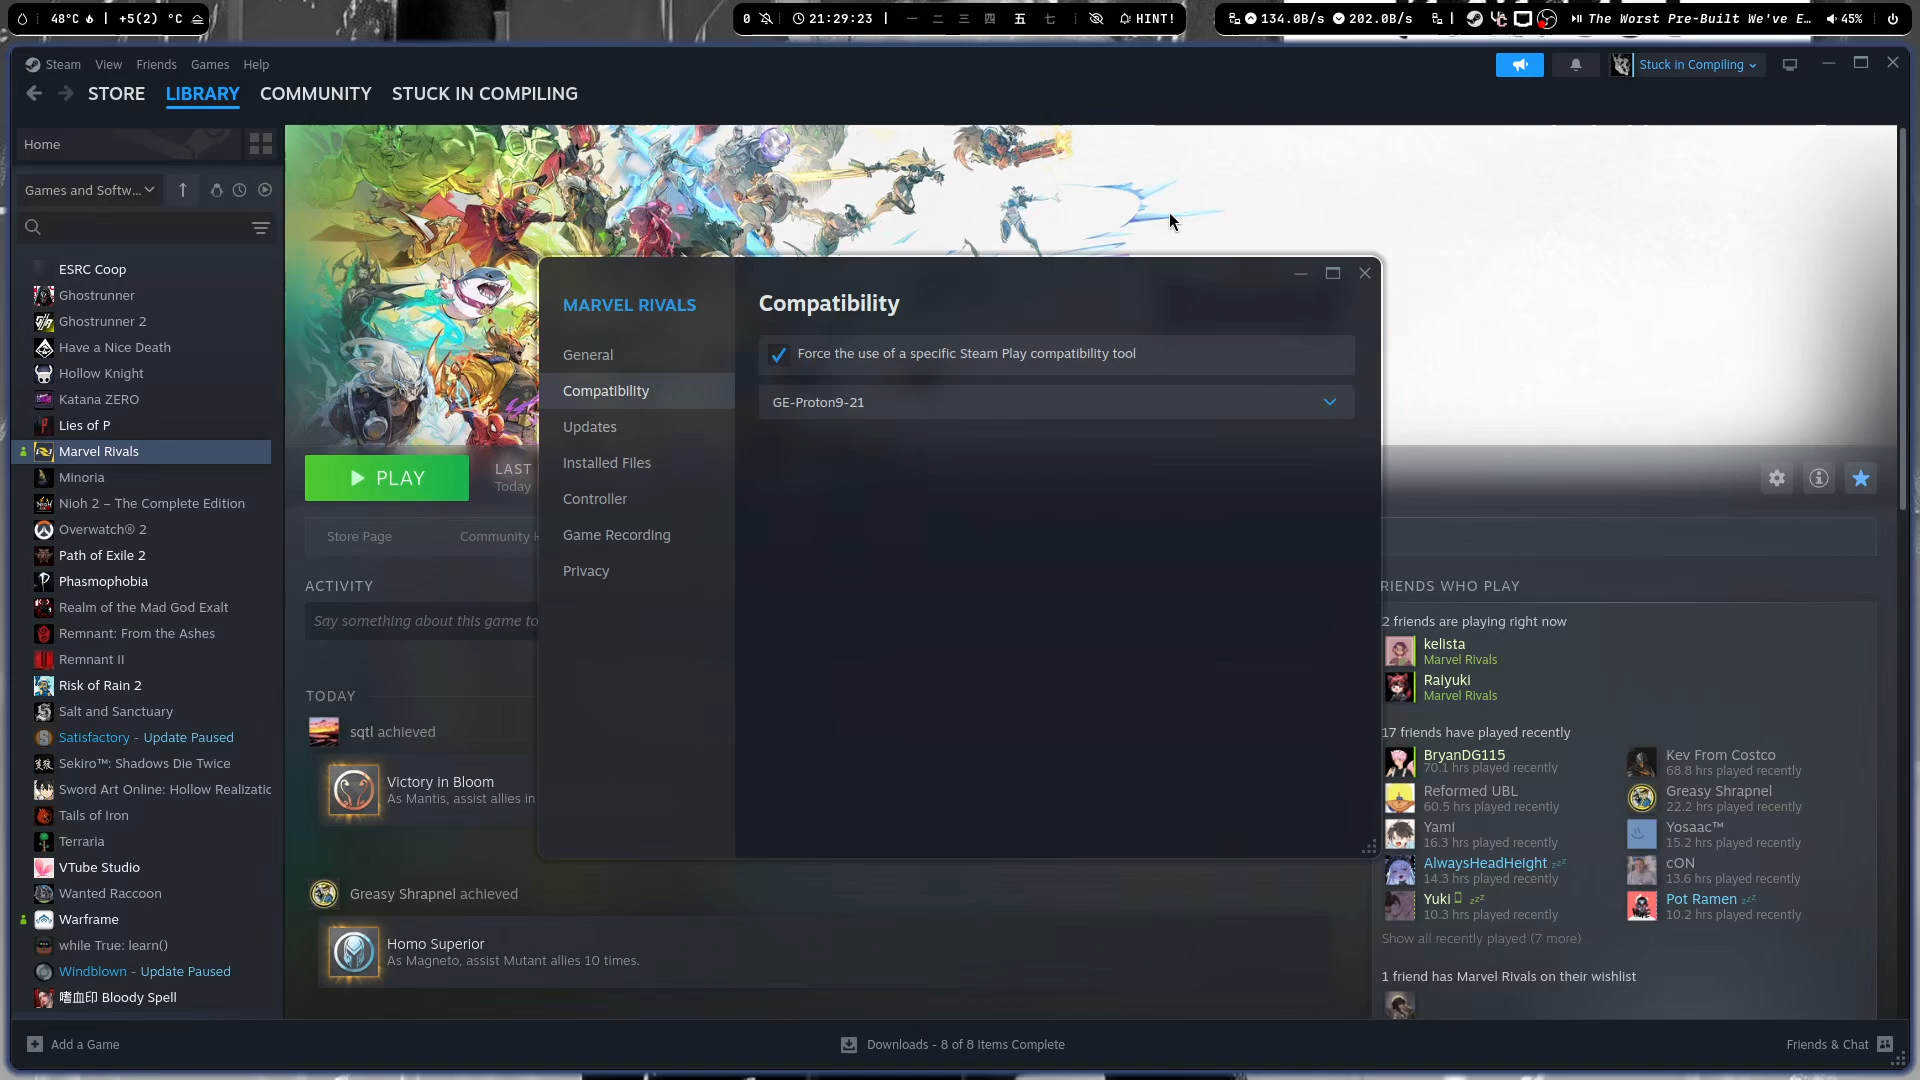 48°C
+5(2) °C
0
21:29:23
一 二 三 四 五 七
HINT!
134.0B/s
202.0B/s
The Worst Pre-Built We've E…
45%
Steam
View
Friends
Games
Help
Stuck in Compiling
STORE
LIBRARY
COMMUNITY
STUCK IN COMPILING
Home
Games and Softw...
ESRC Coop
Ghostrunner
Ghostrunner 2
Have a Nice Death
Hollow Knight
Katana ZERO
Lies of P
Marvel Rivals
Minoria
Nioh 2 – The Complete Edition
Overwatch® 2
Path of Exile 2
Phasmophobia
Realm of the Mad God Exalt
Remnant: From the Ashes
Remnant II
Risk of Rain 2
Salt and Sanctuary
Satisfactory - Update Paused
Sekiro™: Shadows Die Twice
Sword Art Online: Hollow Realizatic
Tails of Iron
Terraria
VTube Studio
Wanted Raccoon
Warframe
while True: learn()
Windblown - Update Paused
嗜血印 Bloody Spell
PLAY
LAST
Today
Store Page
Community H
ACTIVITY
Say something about this game to
TODAY
sqtl achieved
Victory in Bloom
As Mantis, assist allies in
Greasy Shrapnel achieved
Homo Superior
As Magneto, assist Mutant allies 10 times.
MARVEL RIVALS
General
Compatibility
Updates
Installed Files
Controller
Game Recording
Privacy
Compatibility
Force the use of a specific Steam Play compatibility tool
GE-Proton9-21
RIENDS WHO PLAY
2 friends are playing right now
kelista
Marvel Rivals
Raiyuki
Marvel Rivals
17 friends have played recently
BryanDG115
70.1 hrs played recently
Kev From Costco
68.8 hrs played recently
Reformed UBL
60.5 hrs played recently
Greasy Shrapnel
22.2 hrs played recently
Yami
16.3 hrs played recently
Yosaac™
15.2 hrs played recently
AlwaysHeadHeight zzz
14.3 hrs played recently
cON
13.6 hrs played recently
Yuki zzz
10.3 hrs played recently
Pot Ramen zzz
10.2 hrs played recently
Show all recently played (7 more)
1 friend has Marvel Rivals on their wishlist
Add a Game
Downloads - 8 of 8 Items Complete
Friends & Chat